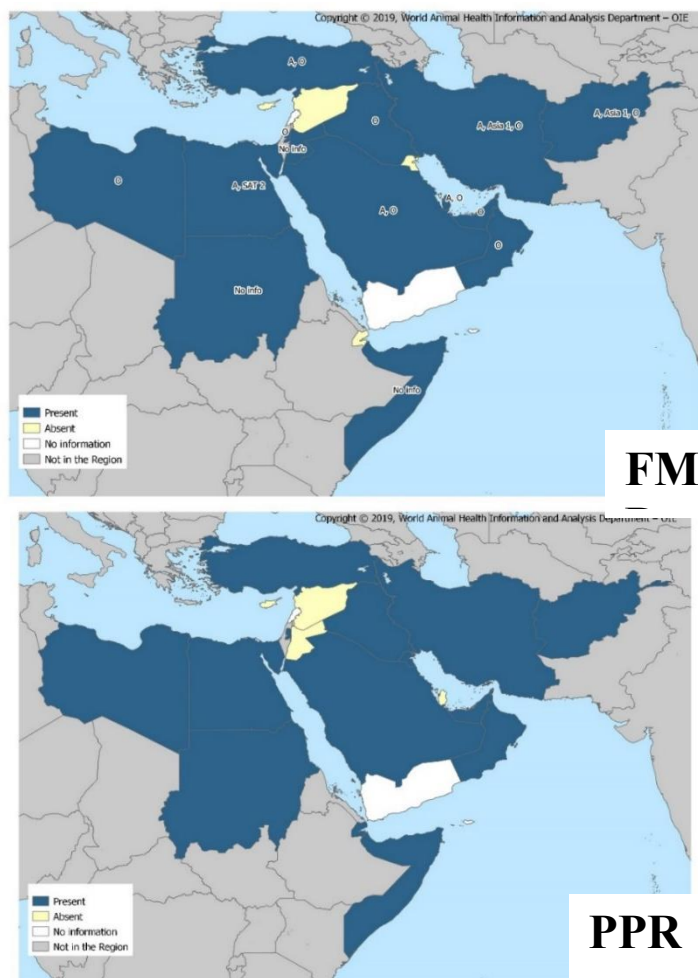 Copyright © 2019, World Animal Health Information and Analysis Department – OIE
A, O
O
O
No info
A, Asia 1, O
A, Asia 1, O
O
A, SAT 2
A, O
A, O
O
O
No info
No info
Present
Absent
No information
Not in the Region
FM
Copyright © 2019, World Animal Health Information and Analysis Department – OIE
Present
Absent
No information
Not in the Region
PPR